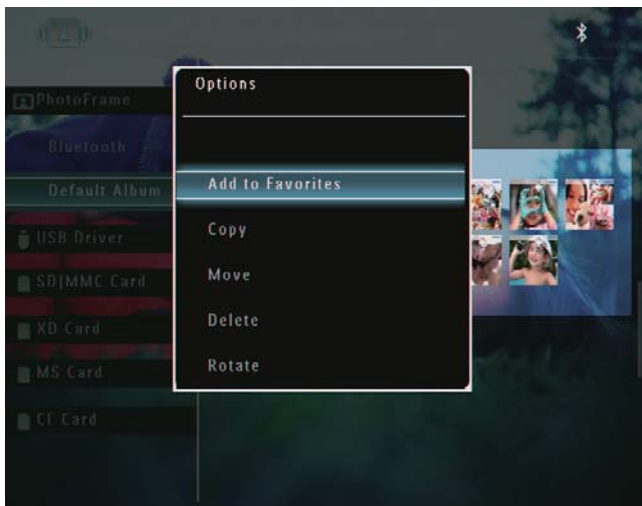 Options
Add to Favorites
Copy
Move
Delete
Rotate
PhotoFrame
Bluetooth
Default Album
USB Driver
SD|MMC Card
XD Card
MS Card
CF Card